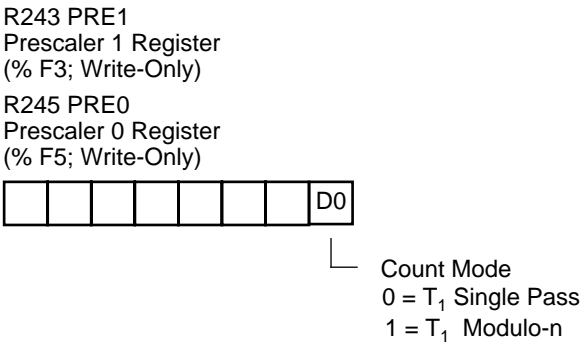 R243 PRE1
Prescaler 1 Register
(% F3; Write-Only)
R245 PRE0
Prescaler 0 Register
(% F5; Write-Only)
D0
Count Mode
0 = T₁ Single Pass
1 = T₁ Modulo-n